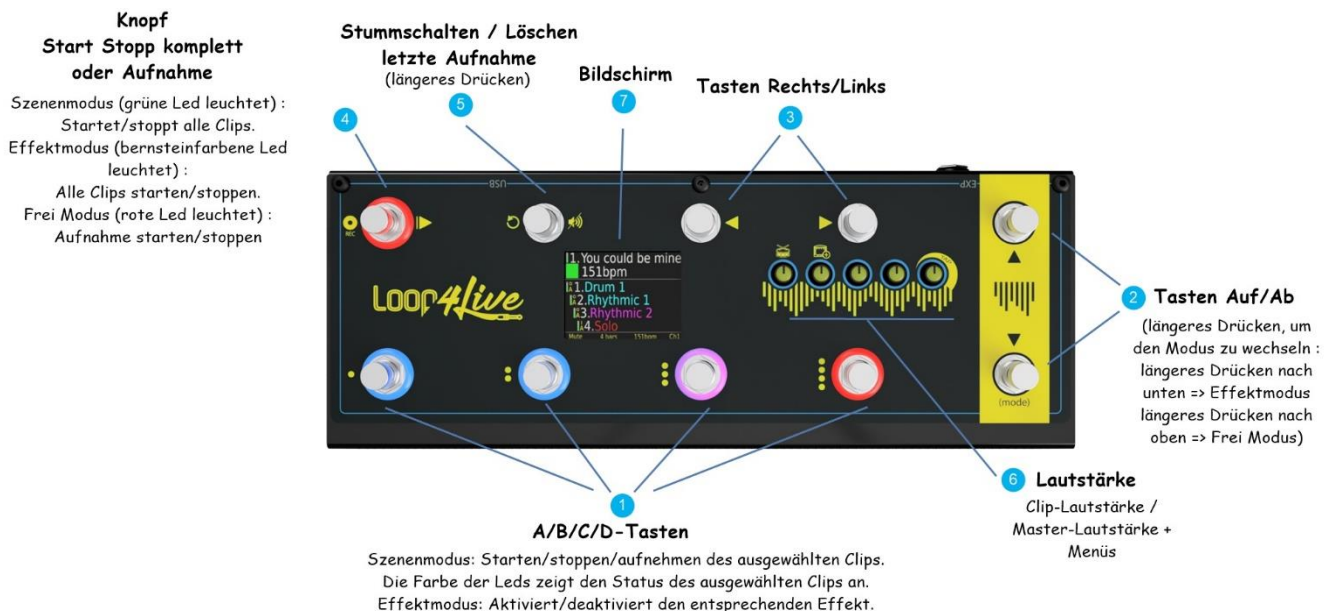 Knopf
Start Stopp komplett
oder Aufnahme
Szenenmodus (grüne Led leuchtet) :
Startet/stoppt alle Clips.
Effektmodus (bernsteinfarbene Led
leuchtet) :
Alle Clips starten/stoppen.
Frei Modus (rote Led leuchtet) :
Aufnahme starten/stoppen
4
Stummschalten / Löschen
letzte Aufnahme
(längeres Drücken)
5
Bildschirm
7
Tasten Rechts/Links
3
USB
EXP
REC
LOOP4Live
1.You could be mine
151bpm
1.Drum 1
2.Rhythmic 1
3.Rhythmic 2
4.Solo
Mute 4 bars 151bpm Ch1
(mode)
2 Tasten Auf/Ab
(längeres Drücken, um
den Modus zu wechseln :
längeres Drücken nach
unten => Effektmodus
längeres Drücken nach
oben => Frei Modus)
6 Lautstärke
Clip-Lautstärke /
Master-Lautstärke +
Menüs
1
A/B/C/D-Tasten
Szenenmodus: Starten/stoppen/aufnehmen des ausgewählten Clips.
Die Farbe der Leds zeigt den Status des ausgewählten Clips an.
Effektmodus: Aktiviert/deaktiviert den entsprechenden Effekt.